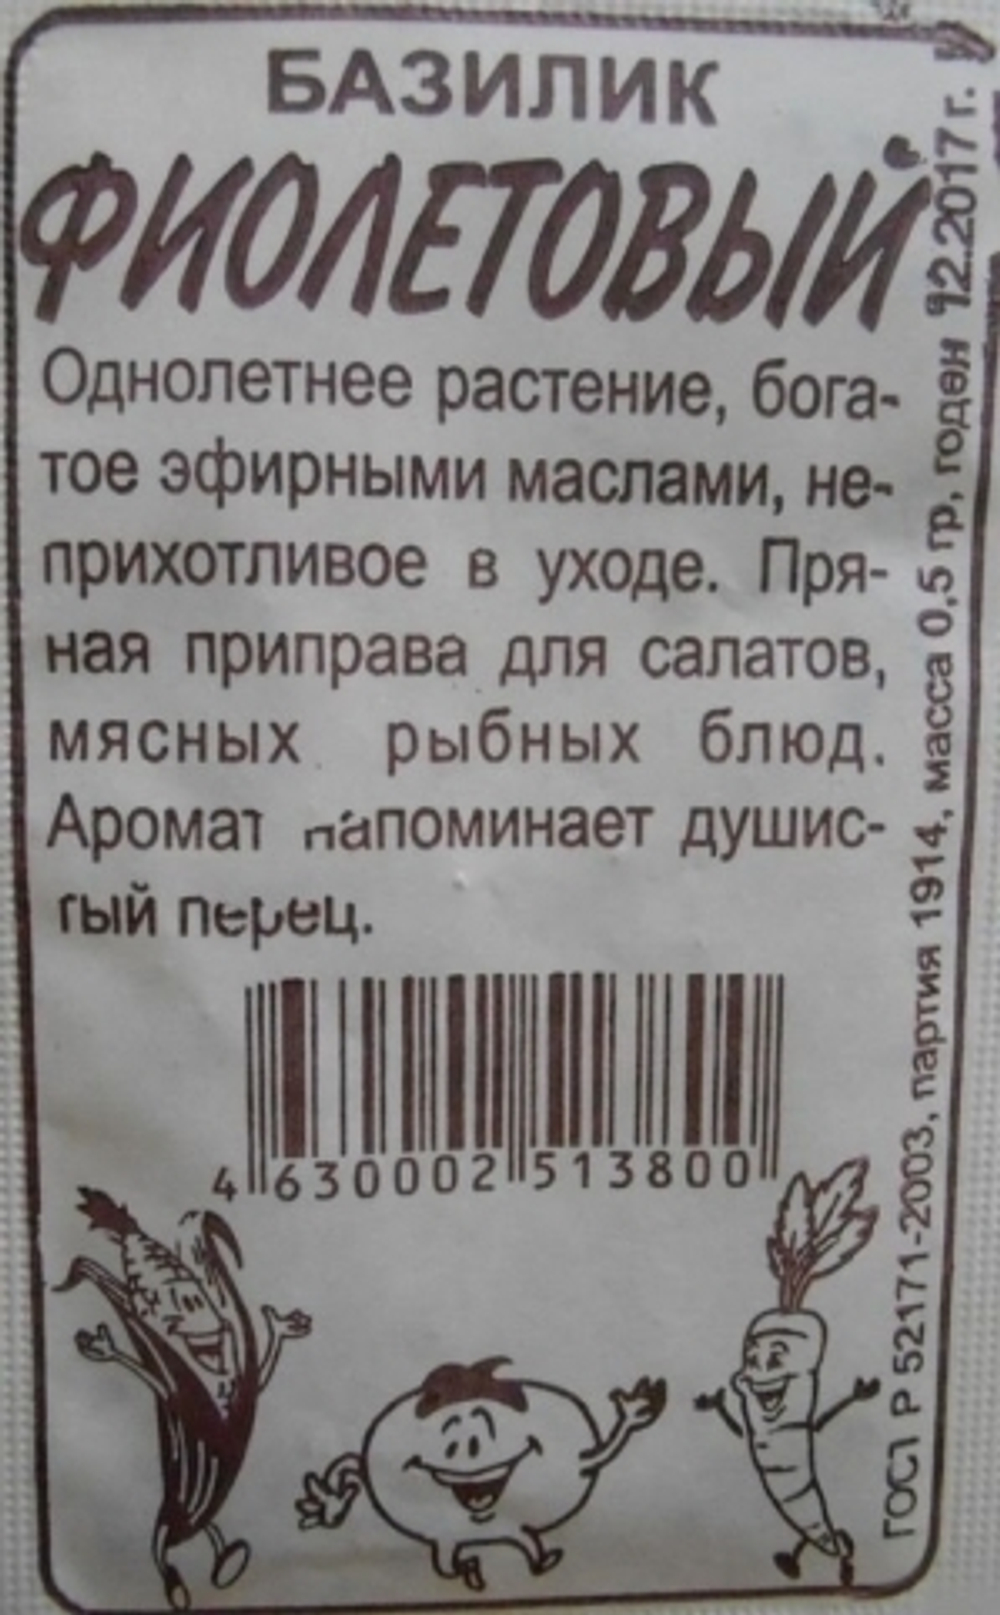 БАЗИЛИК
ФИОЛЕТОВЫЙ
Однолетнее растение, бога-
тое эфирными маслами, не-
прихотливое в уходе. Пря-
ная приправа для салатов,
мясных рыбных блюд.
Аромат напоминает душис-
тый перец.
4 630002 513800
ГОСТ Р 52171-2003, партия 1914, масса 0,5 гр, годен 12.2017 г.